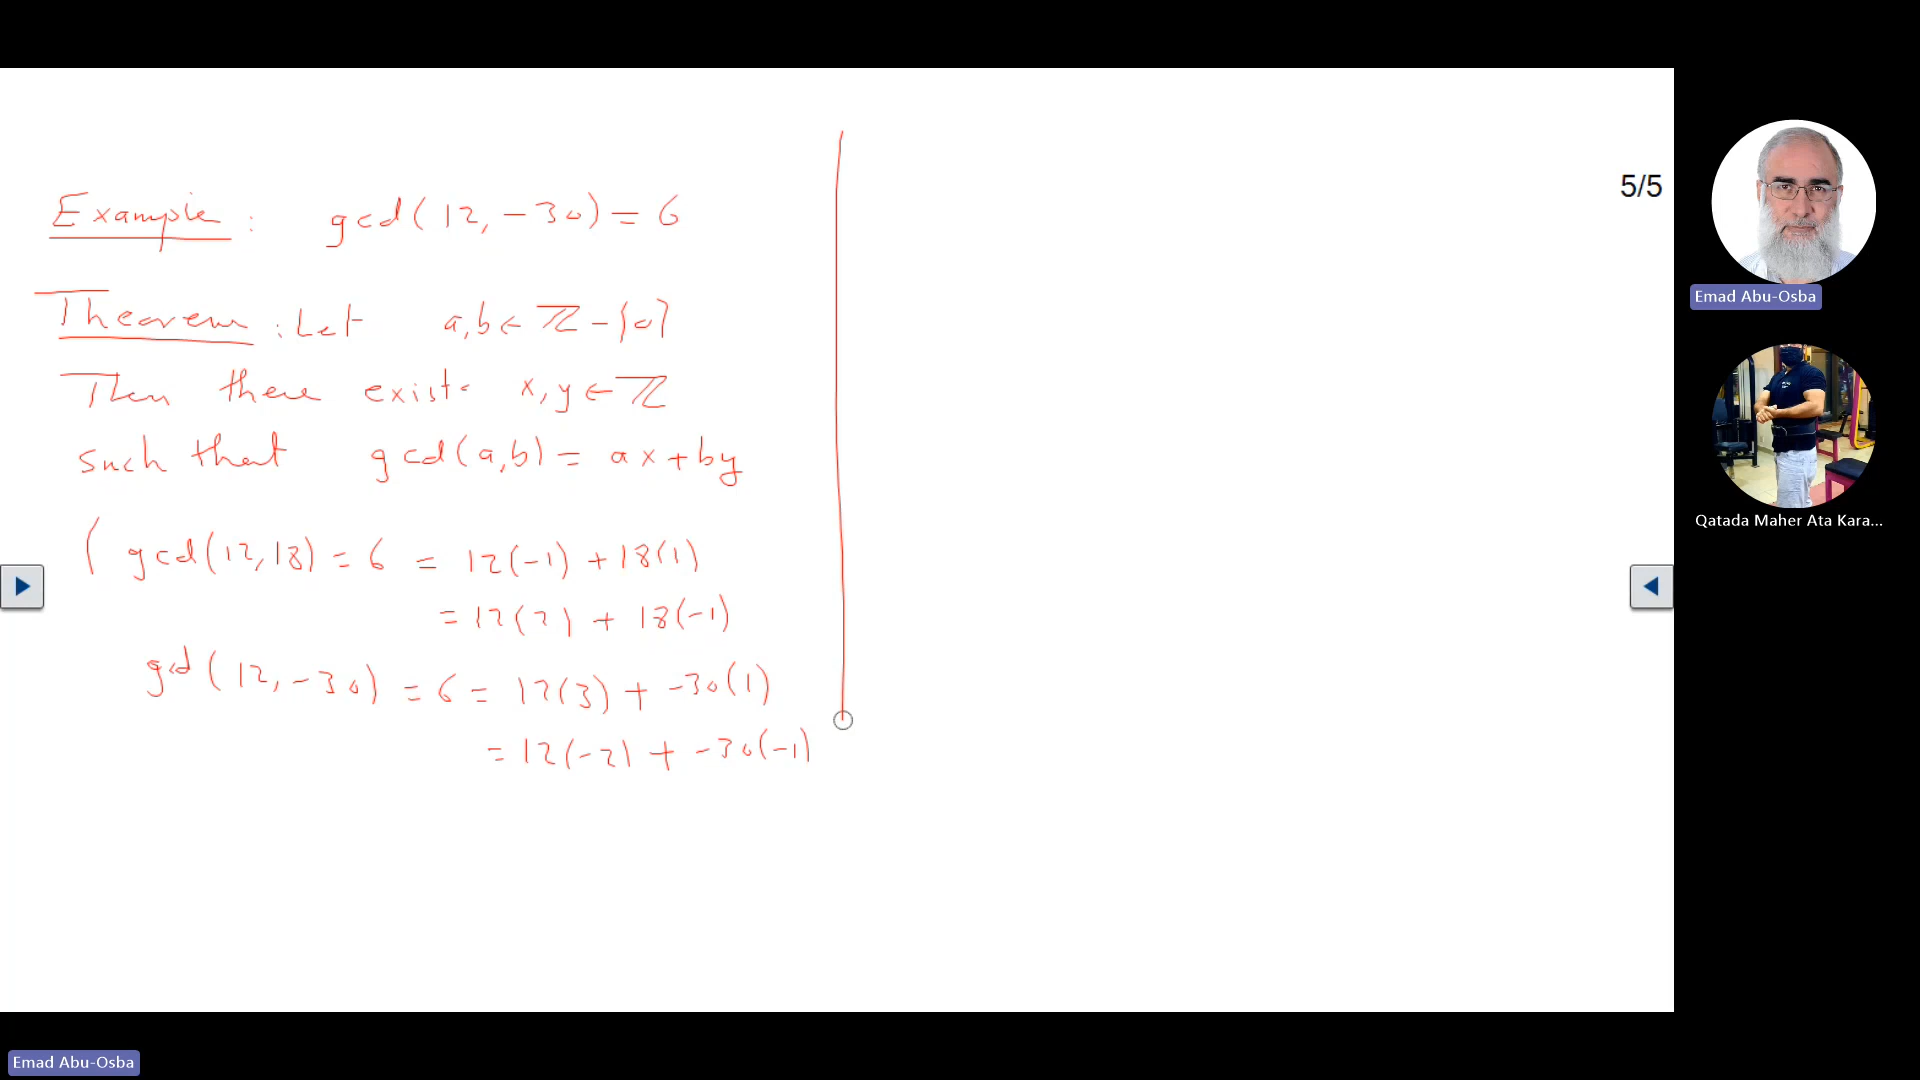 Example : gcd(12, -30) = 6
Theorem : Let a,b ∈ ℤ - {0}
Then there exist x,y ∈ ℤ
such that gcd(a,b) = ax + by
( gcd(12,18) = 6 = 12(-1) + 18(1)
= 12(2) + 18(-1)
gcd(12, -30) = 6 = 12(3) + -30(1)
= 12(-2) + -30(-1)
5/5
Emad Abu-Osba
Qatada Maher Ata Kara...
Emad Abu-Osba